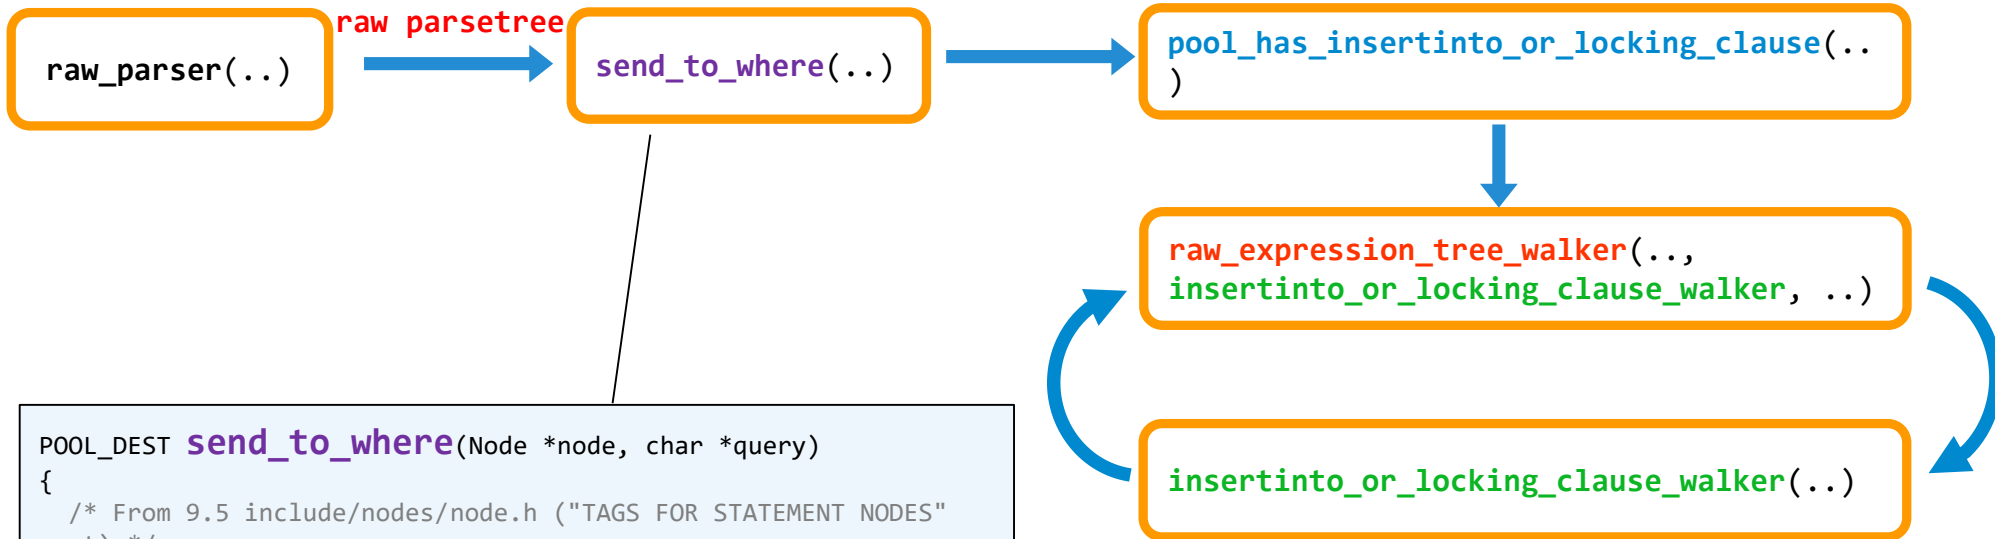 raw_parser(..)
raw parsetree
send_to_where(..)
pool_has_insertinto_or_locking_clause(..
)
raw_expression_tree_walker(..,
insertinto_or_locking_clause_walker, ..)
insertinto_or_locking_clause_walker(..)
POOL_DEST send_to_where(Node *node, char *query)
{
/* From 9.5 include/nodes/node.h ("TAGS FOR STATEMENT NODES"